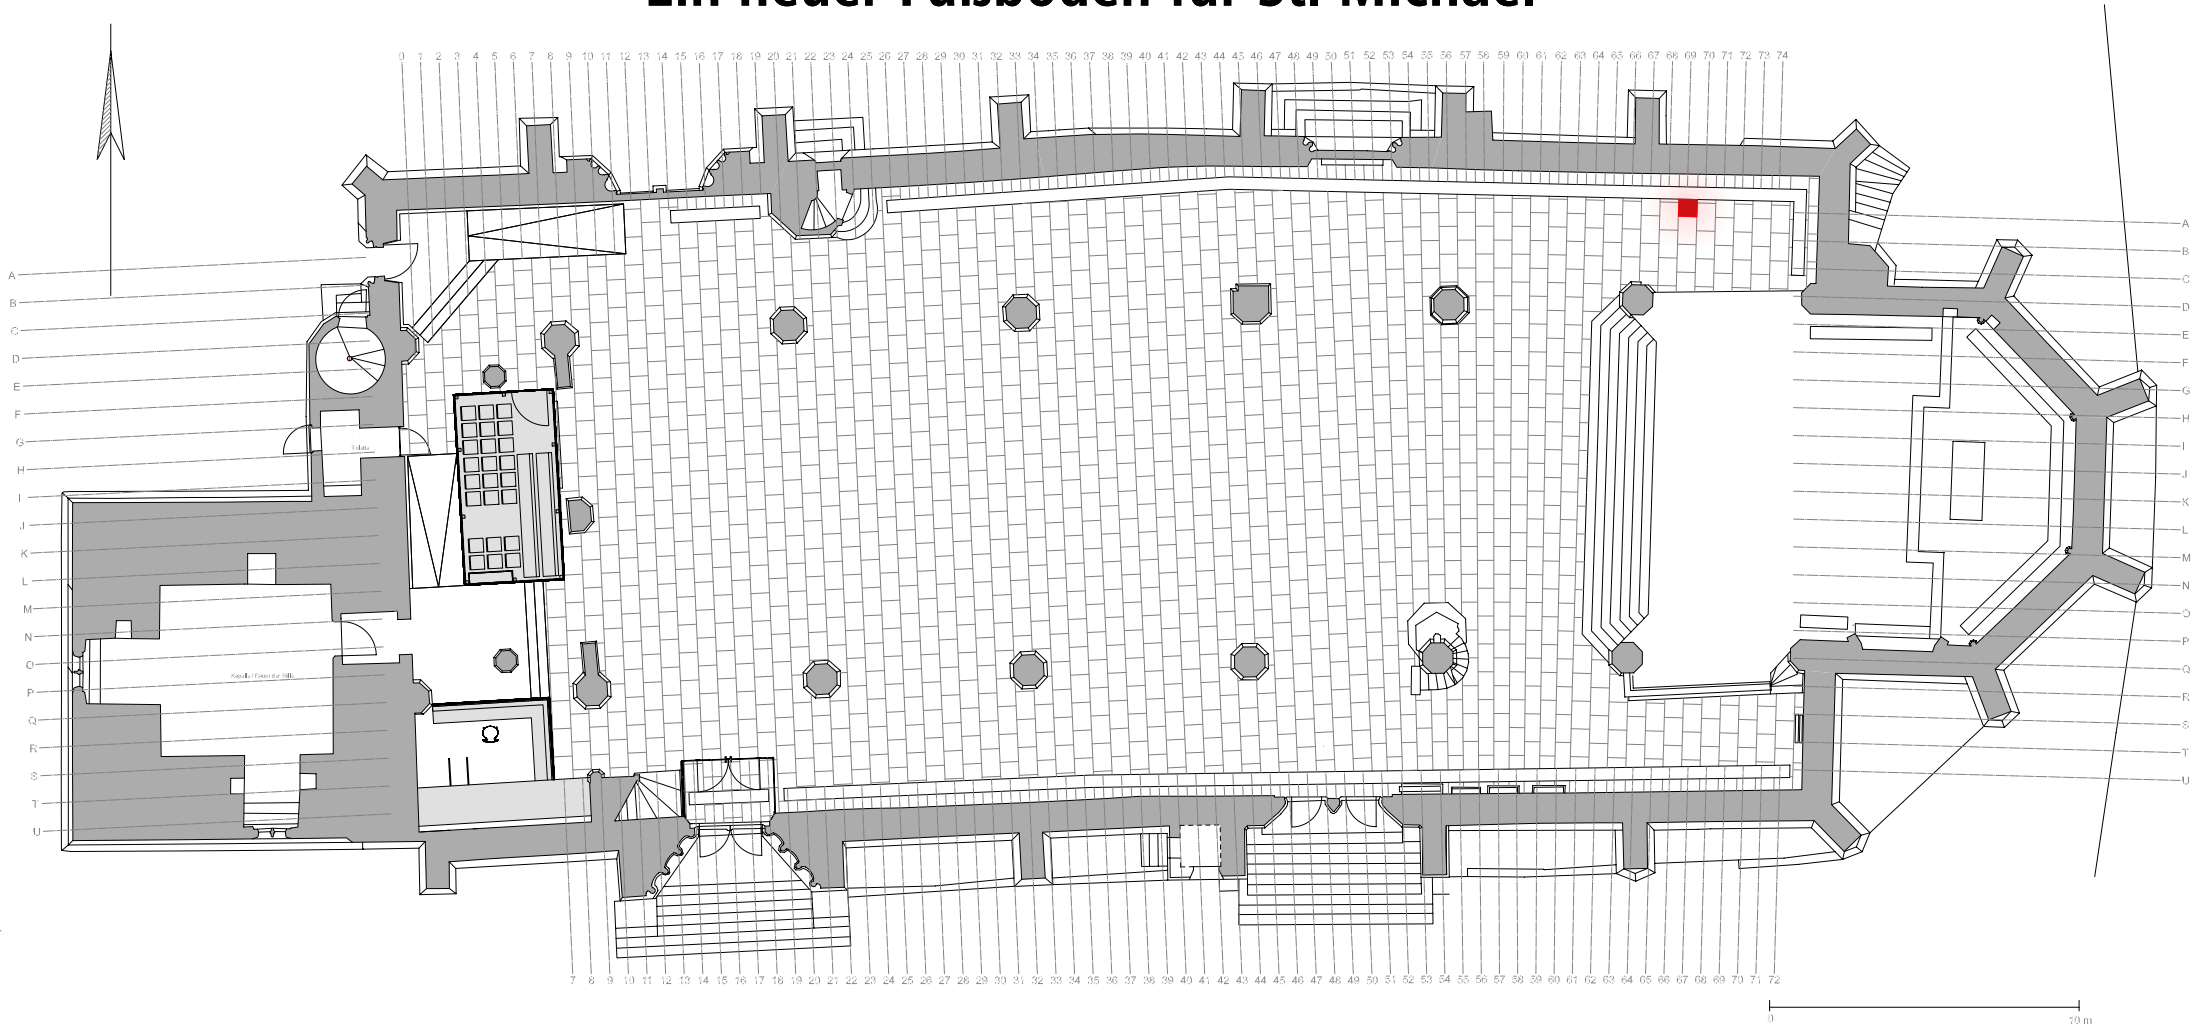 Ein neuer Fußboden für St. Michael
0 1 2 3 4 5 6 7 8 9 10 11 12 13 14 15 16 17 18 19 20 21 22 23 24 25 26 27 28 29 30 31 32 33 34 35 36 37 38 39 40 41 42 43 44 45 46 47 48 49 50 51 52 53 54 55 56 57 58 59 60 61 62 63 64 65 66 67 68 69 70 71 72 73 74
A
B
C
D
E
F
G
H
I
J
K
L
M
N
O
P
Q
R
S
T
U
A
B
C
D
E
F
G
H
I
J
K
L
M
N
O
P
Q
R
S
T
U
7 8 9 10 11 12 13 14 15 16 17 18 19 20 21 22 23 24 25 26 27 28 29 30 31 32 33 34 35 36 37 38 39 40 41 42 43 44 45 46 47 48 49 50 51 52 53 54 55 56 57 58 59 60 61 62 63 64 65 66 67 68 69 70 71 72
0 10 m